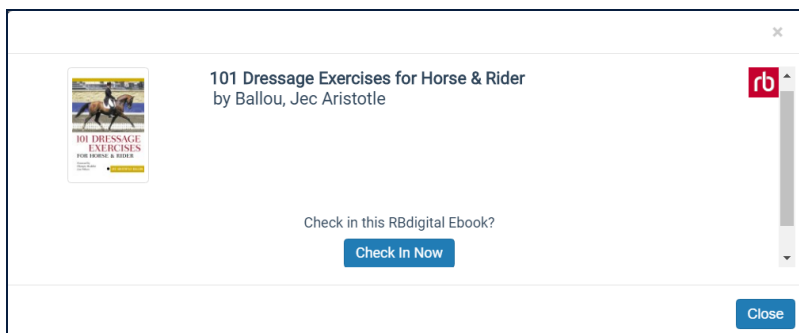 ×
101 Dressage Exercises for Horse & Rider
by Ballou, Jec Aristotle
rb
101 DRESSAGE
EXERCISES
FOR HORSE & RIDER
Check in this RBdigital Ebook?
Check In Now
Close